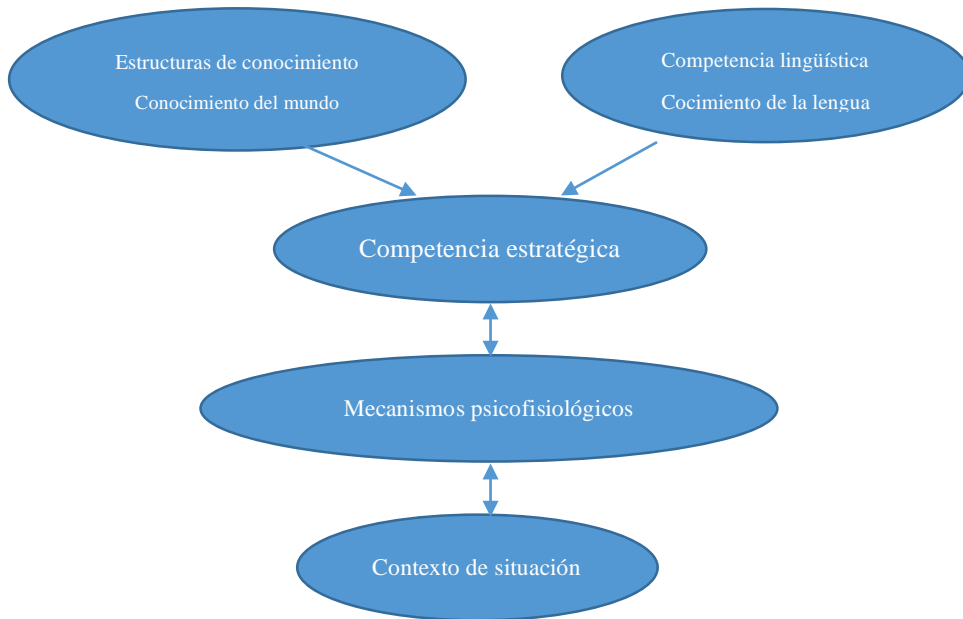 Estructuras de conocimiento
Conocimiento del mundo
Competencia lingüística
Cocimiento de la lengua
Competencia estratégica
Mecanismos psicofisiológicos
Contexto de situación